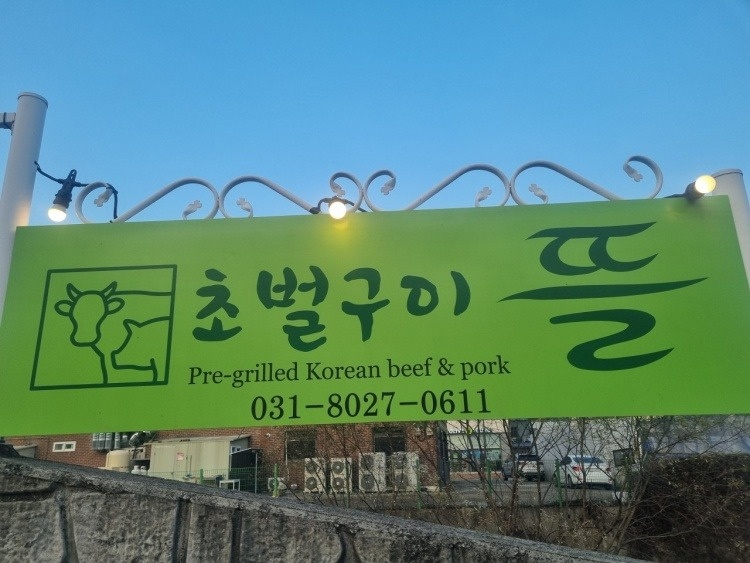 초벌구이 뜰
Pre-grilled Korean beef & pork
031-8027-0611